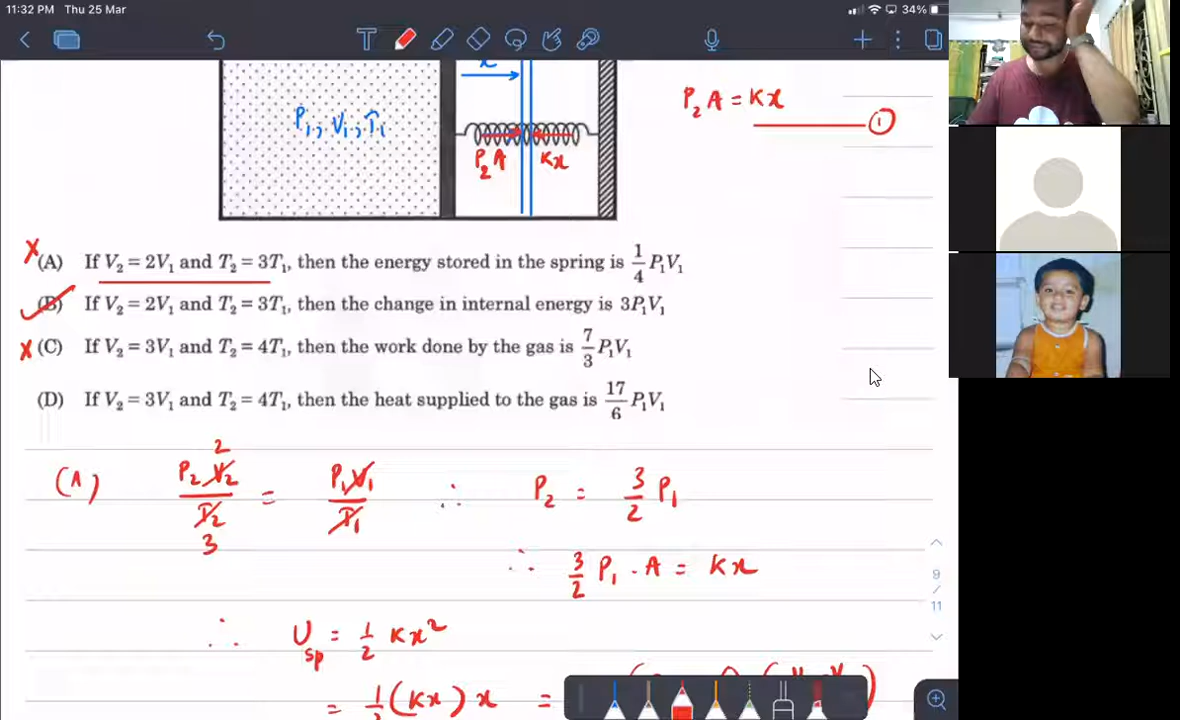 11:32 PM Thu 25 Mar
34%
T
x
P₁, V₁, T₁
P₂A
Kx
P₂A = Kx
①
X (A) If V₂ = 2V₁ and T₂ = 3T₁, then the energy stored in the spring is 1/4 P₁V₁
(B) If V₂ = 2V₁ and T₂ = 3T₁, then the change in internal energy is 3P₁V₁
X (C) If V₂ = 3V₁ and T₂ = 4T₁, then the work done by the gas is 7/3 P₁V₁
(D) If V₂ = 3V₁ and T₂ = 4T₁, then the heat supplied to the gas is 17/6 P₁V₁
2
(A) P₂V₂/T₂ = P₁V₁/T₁ ∴ P₂ = 3/2 P₁
3
∴ 3/2 P₁ . A = Kx
∴ U_sp = 1/2 Kx²
= 1/2 (Kx) x =
9
/
11